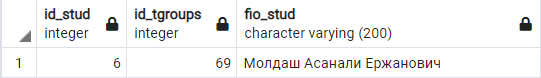 id_stud id_tgroups fio_stud
integer integer character varying (200)
1 6 69 Молдаш Асанали Ержанович